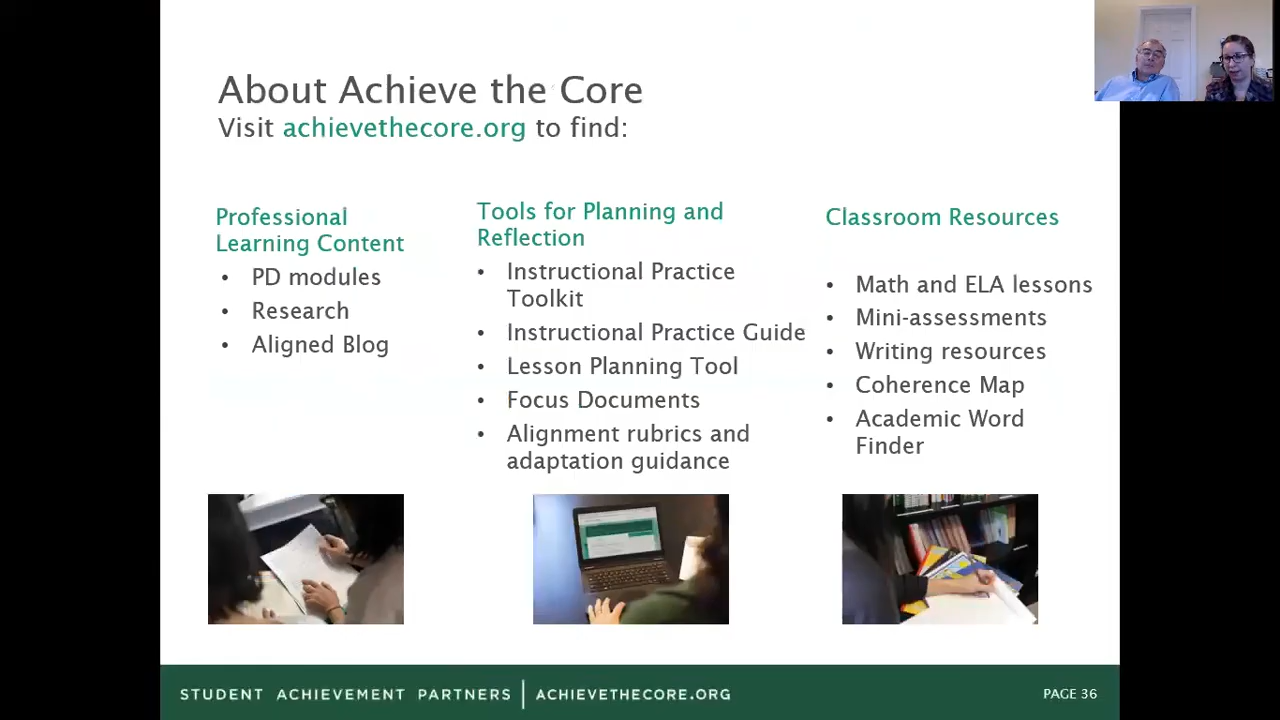 About Achieve the Core
Visit achievethecore.org to find:
Professional
Learning Content
• PD modules
• Research
• Aligned Blog
Tools for Planning and
Reflection
• Instructional Practice
Toolkit
• Instructional Practice Guide
• Lesson Planning Tool
• Focus Documents
• Alignment rubrics and
adaptation guidance
Classroom Resources
• Math and ELA lessons
• Mini-assessments
• Writing resources
• Coherence Map
• Academic Word
Finder
STUDENT ACHIEVEMENT PARTNERS | ACHIEVETHECORE.ORG
PAGE 36